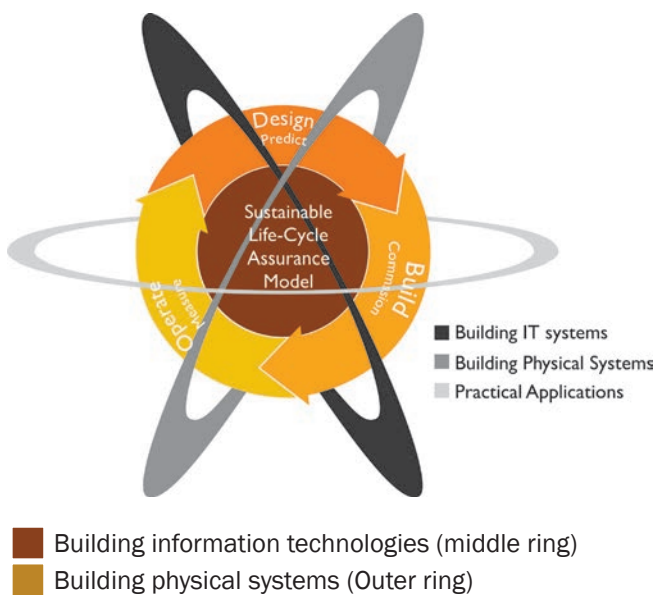 Design
Predict
Sustainable
Life-Cycle
Assurance
Model
Build
Commission
Operate
Measure
Building IT systems
Building Physical Systems
Practical Applications
Building information technologies (middle ring)
Building physical systems (Outer ring)